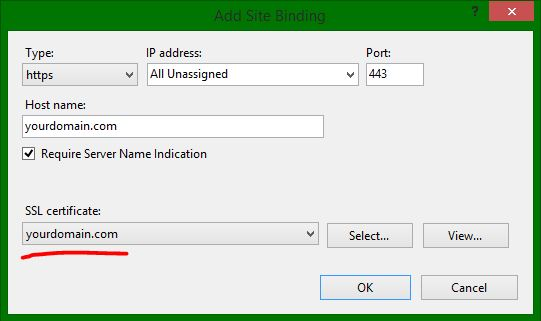 Add Site Binding
? x
Type: IP address: Port:
https All Unassigned 443
Host name:
yourdomain.com
Require Server Name Indication
SSL certificate:
yourdomain.com Select... View...
OK Cancel